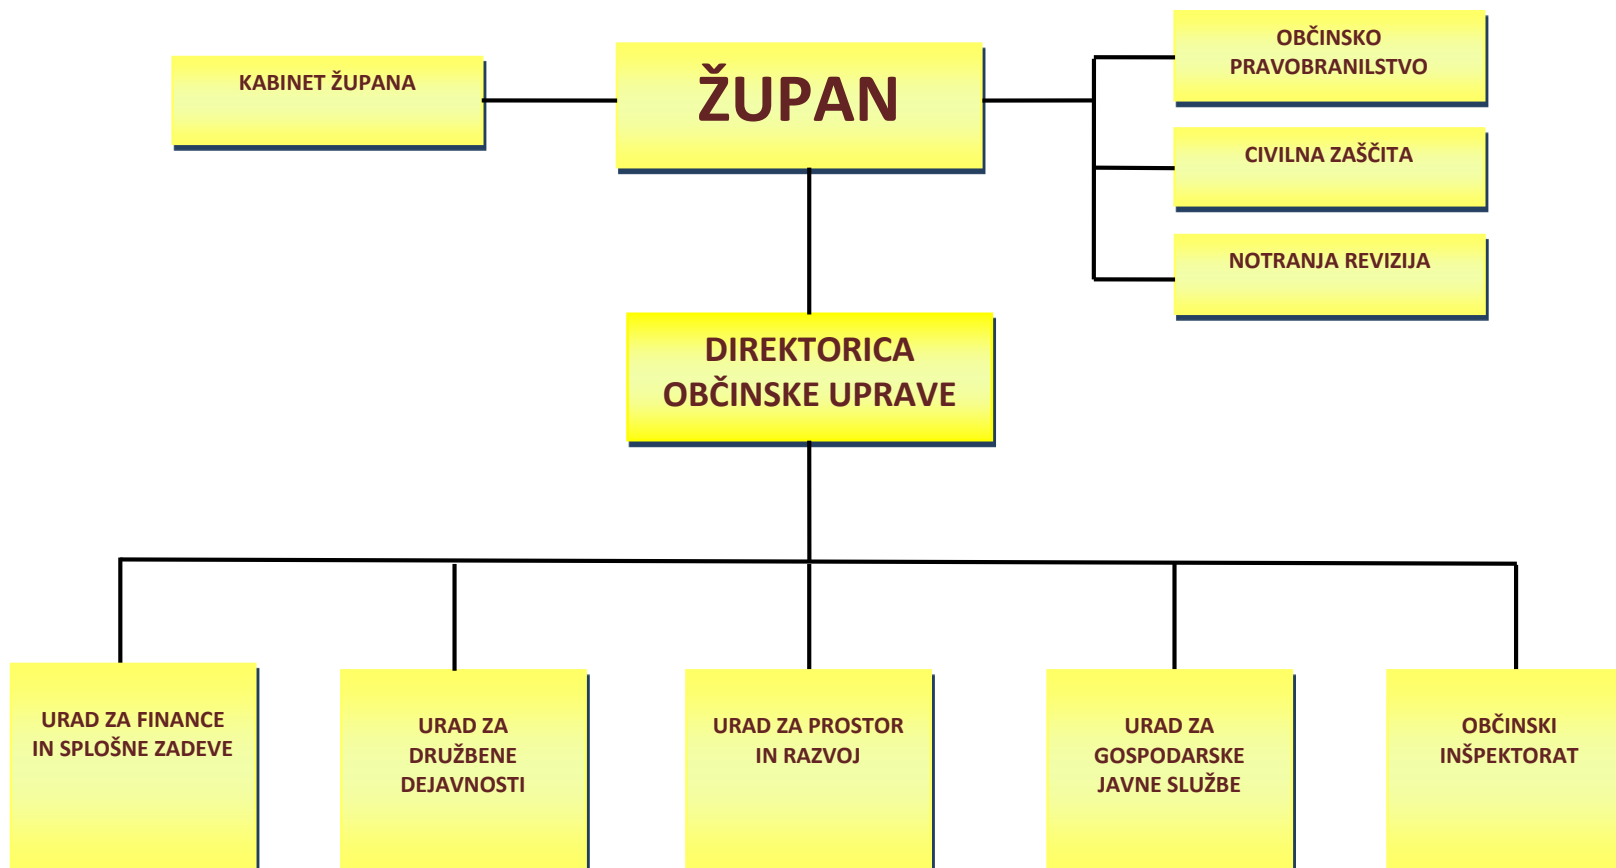 KABINET ŽUPANA
ŽUPAN
OBČINSKO
PRAVOBRANILSTVO
CIVILNA ZAŠČITA
NOTRANJA REVIZIJA
DIREKTORICA
OBČINSKE UPRAVE
URAD ZA FINANCE
IN SPLOŠNE ZADEVE
URAD ZA
DRUŽBENE
DEJAVNOSTI
URAD ZA PROSTOR
IN RAZVOJ
URAD ZA
GOSPODARSKE
JAVNE SLUŽBE
OBČINSKI
INŠPEKTORAT